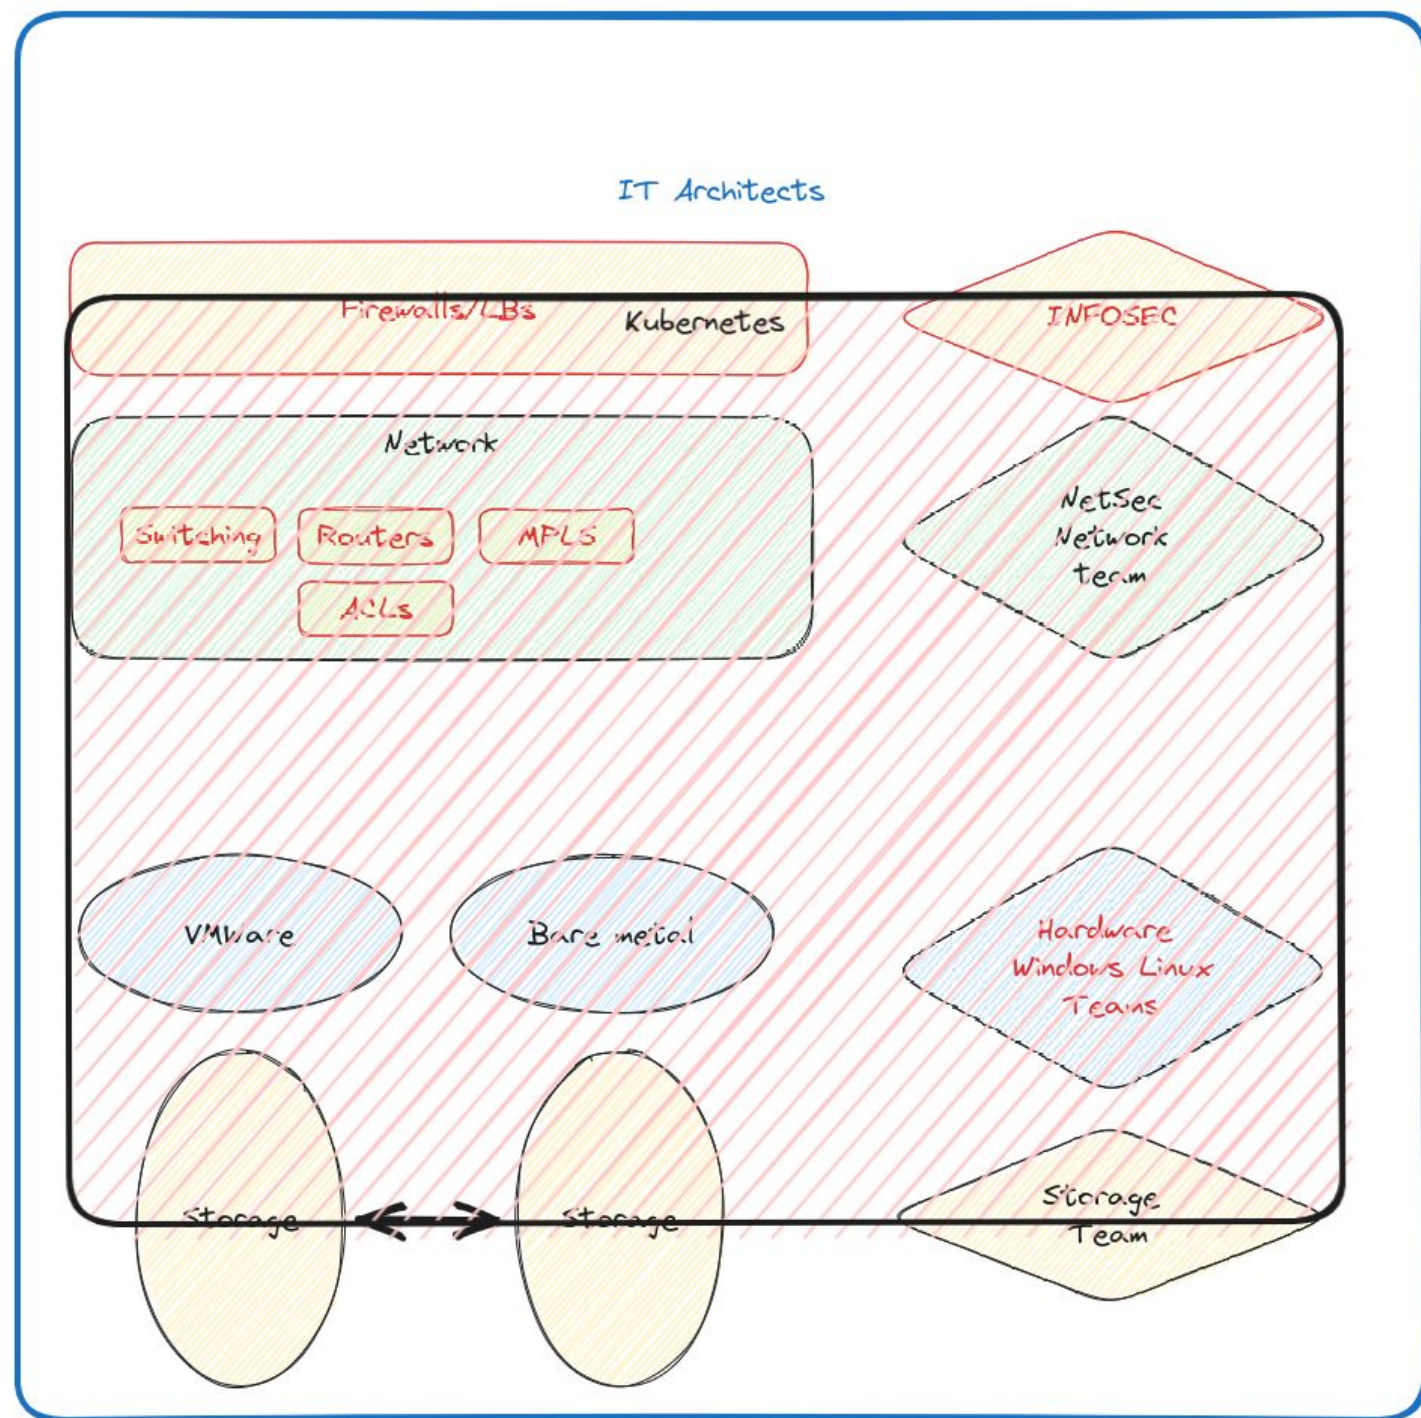 IT Architects
Firewalls/LBs
Kubernetes
INFOSEC
Network
Switching
Routers
MPLS
ACLs
NetSec
Network
team
VMWare
Bare metal
Hardware
Windows Linux
Teams
Storage
Storage
Storage
Team